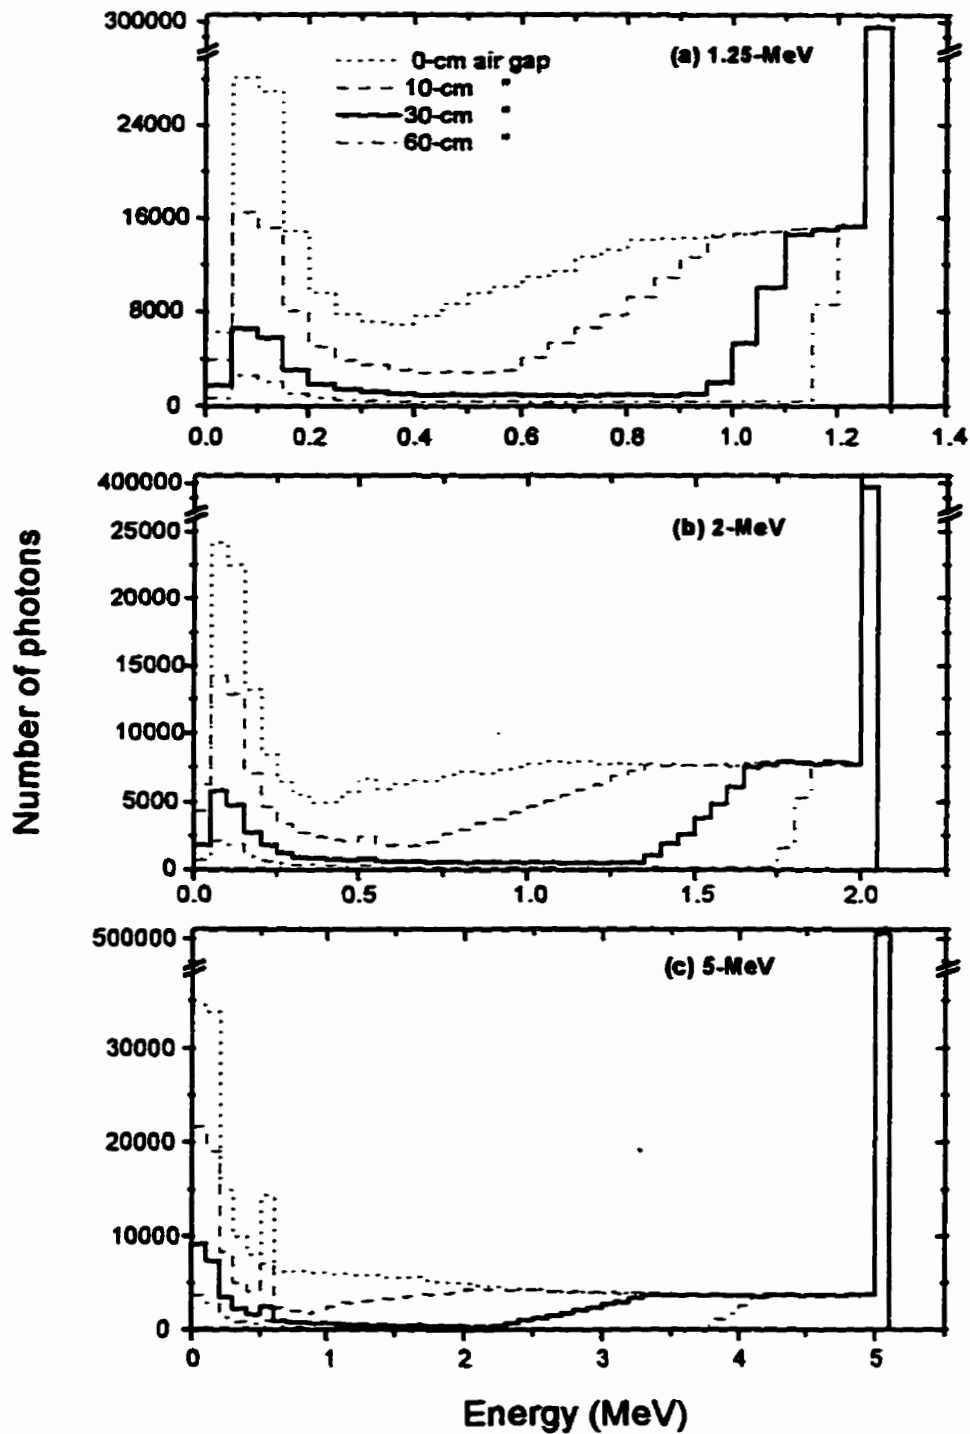 Number of photons
300000
24000
16000
8000
0
0-cm air gap
10-cm "
30-cm "
60-cm "
(a) 1.25-MeV
0.0 0.2 0.4 0.6 0.8 1.0 1.2 1.4
400000
25000
20000
15000
10000
5000
0
(b) 2-MeV
0.0 0.5 1.0 1.5 2.0
500000
30000
20000
10000
0
(c) 5-MeV
0 1 2 3 4 5
Energy (MeV)